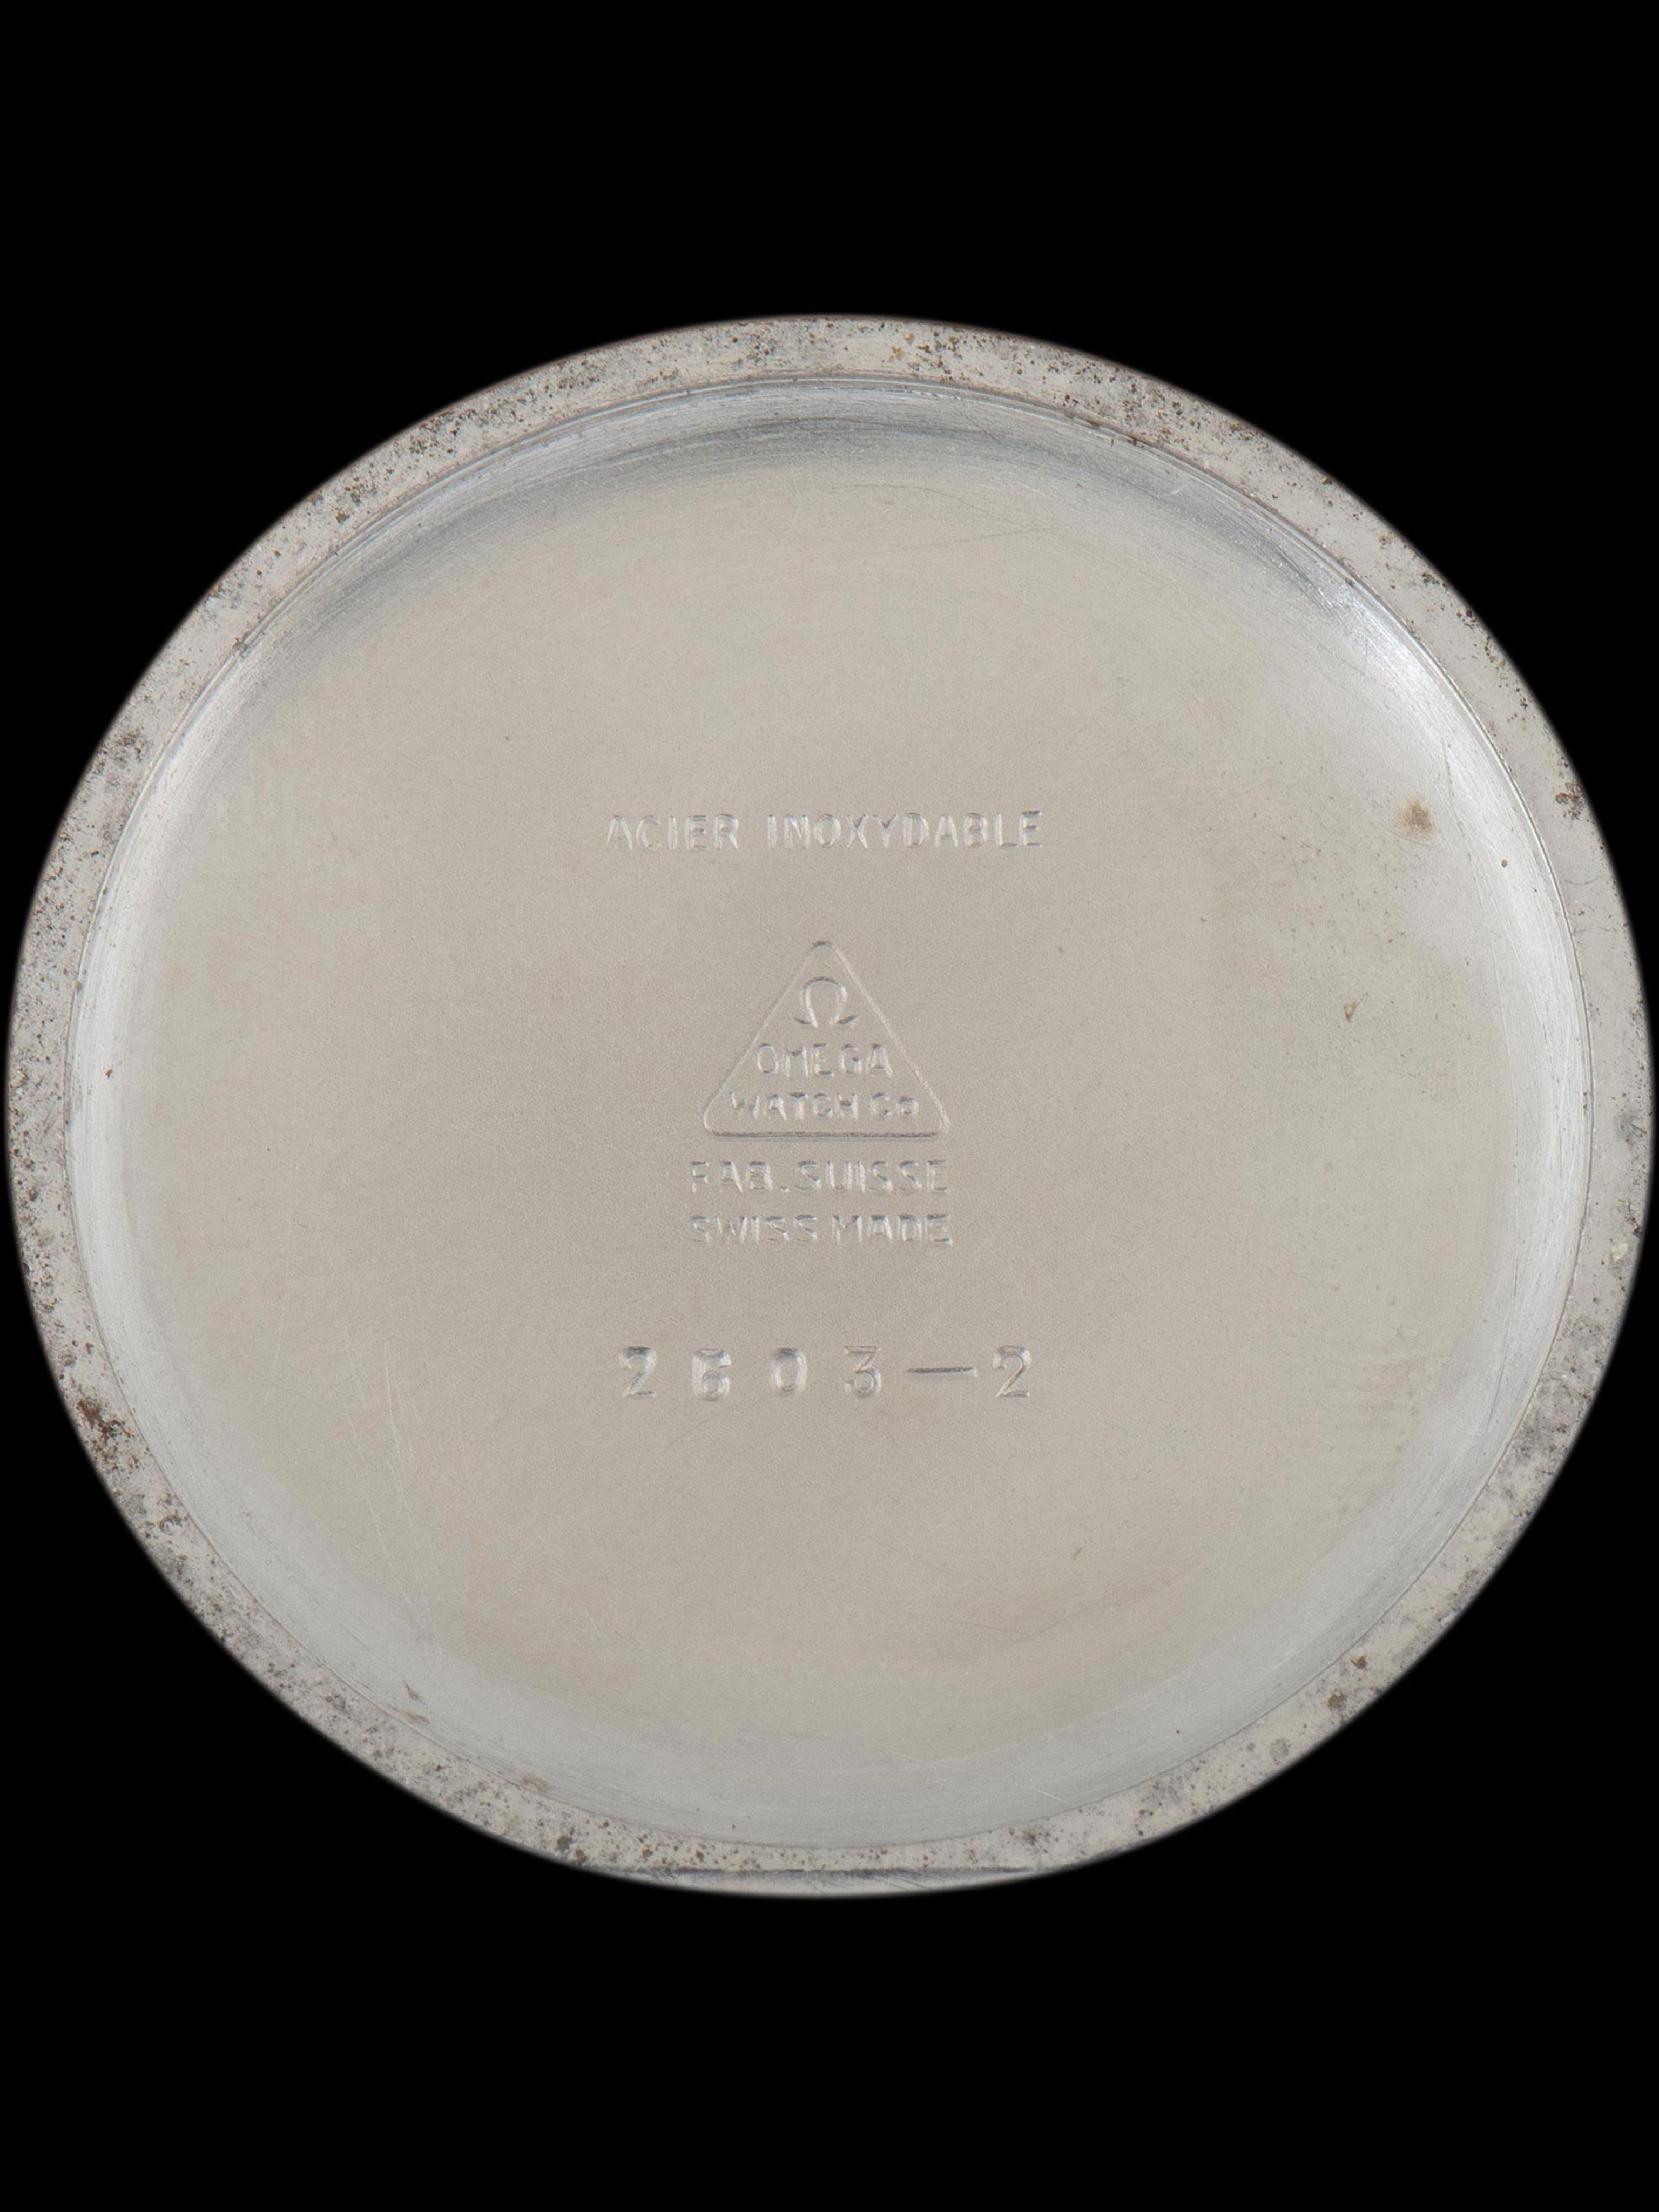 ACIER INOXYDABLE
Ω
OMEGA
WATCH Co
FAB. SUISSE
SWISS MADE
2603-2